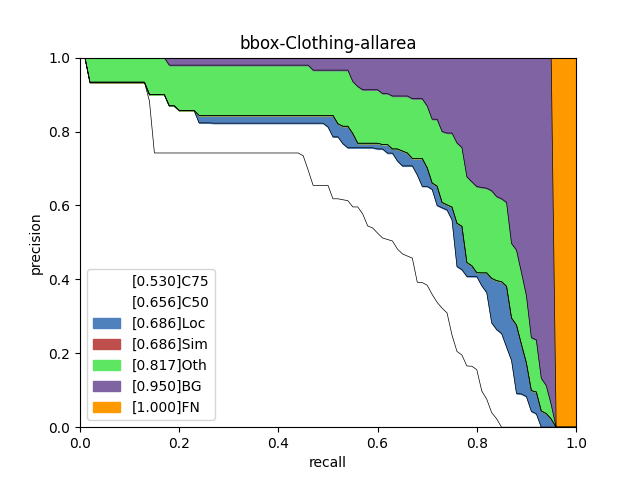 bbox-Clothing-allarea
1.0
0.8
0.6
0.4
0.2
0.0
precision
[0.530]C75
[0.656]C50
[0.686]Loc
[0.686]Sim
[0.817]Oth
[0.950]BG
[1.000]FN
0.0 0.2 0.4 0.6 0.8 1.0
recall